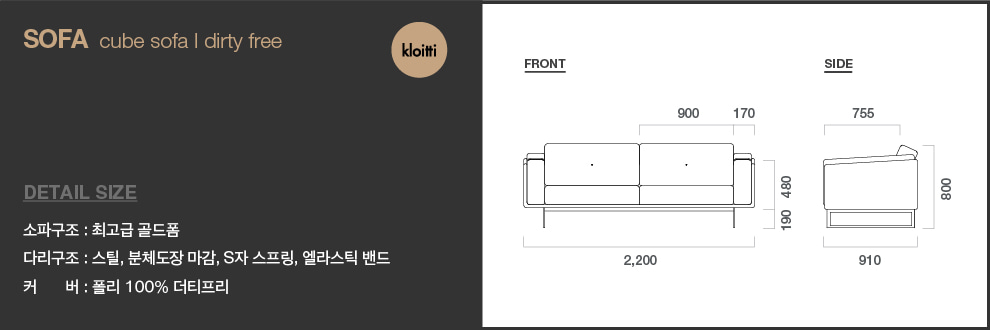 SOFA cube sofa l dirty free
kloitti
DETAIL SIZE
소파구조 : 최고급 골드폼
다리구조 : 스틸, 분체도장 마감, S자 스프링, 엘라스틱 밴드
커 버 : 폴리 100% 더티프리
FRONT
900 170
480
190
2,200
SIDE
755
800
910